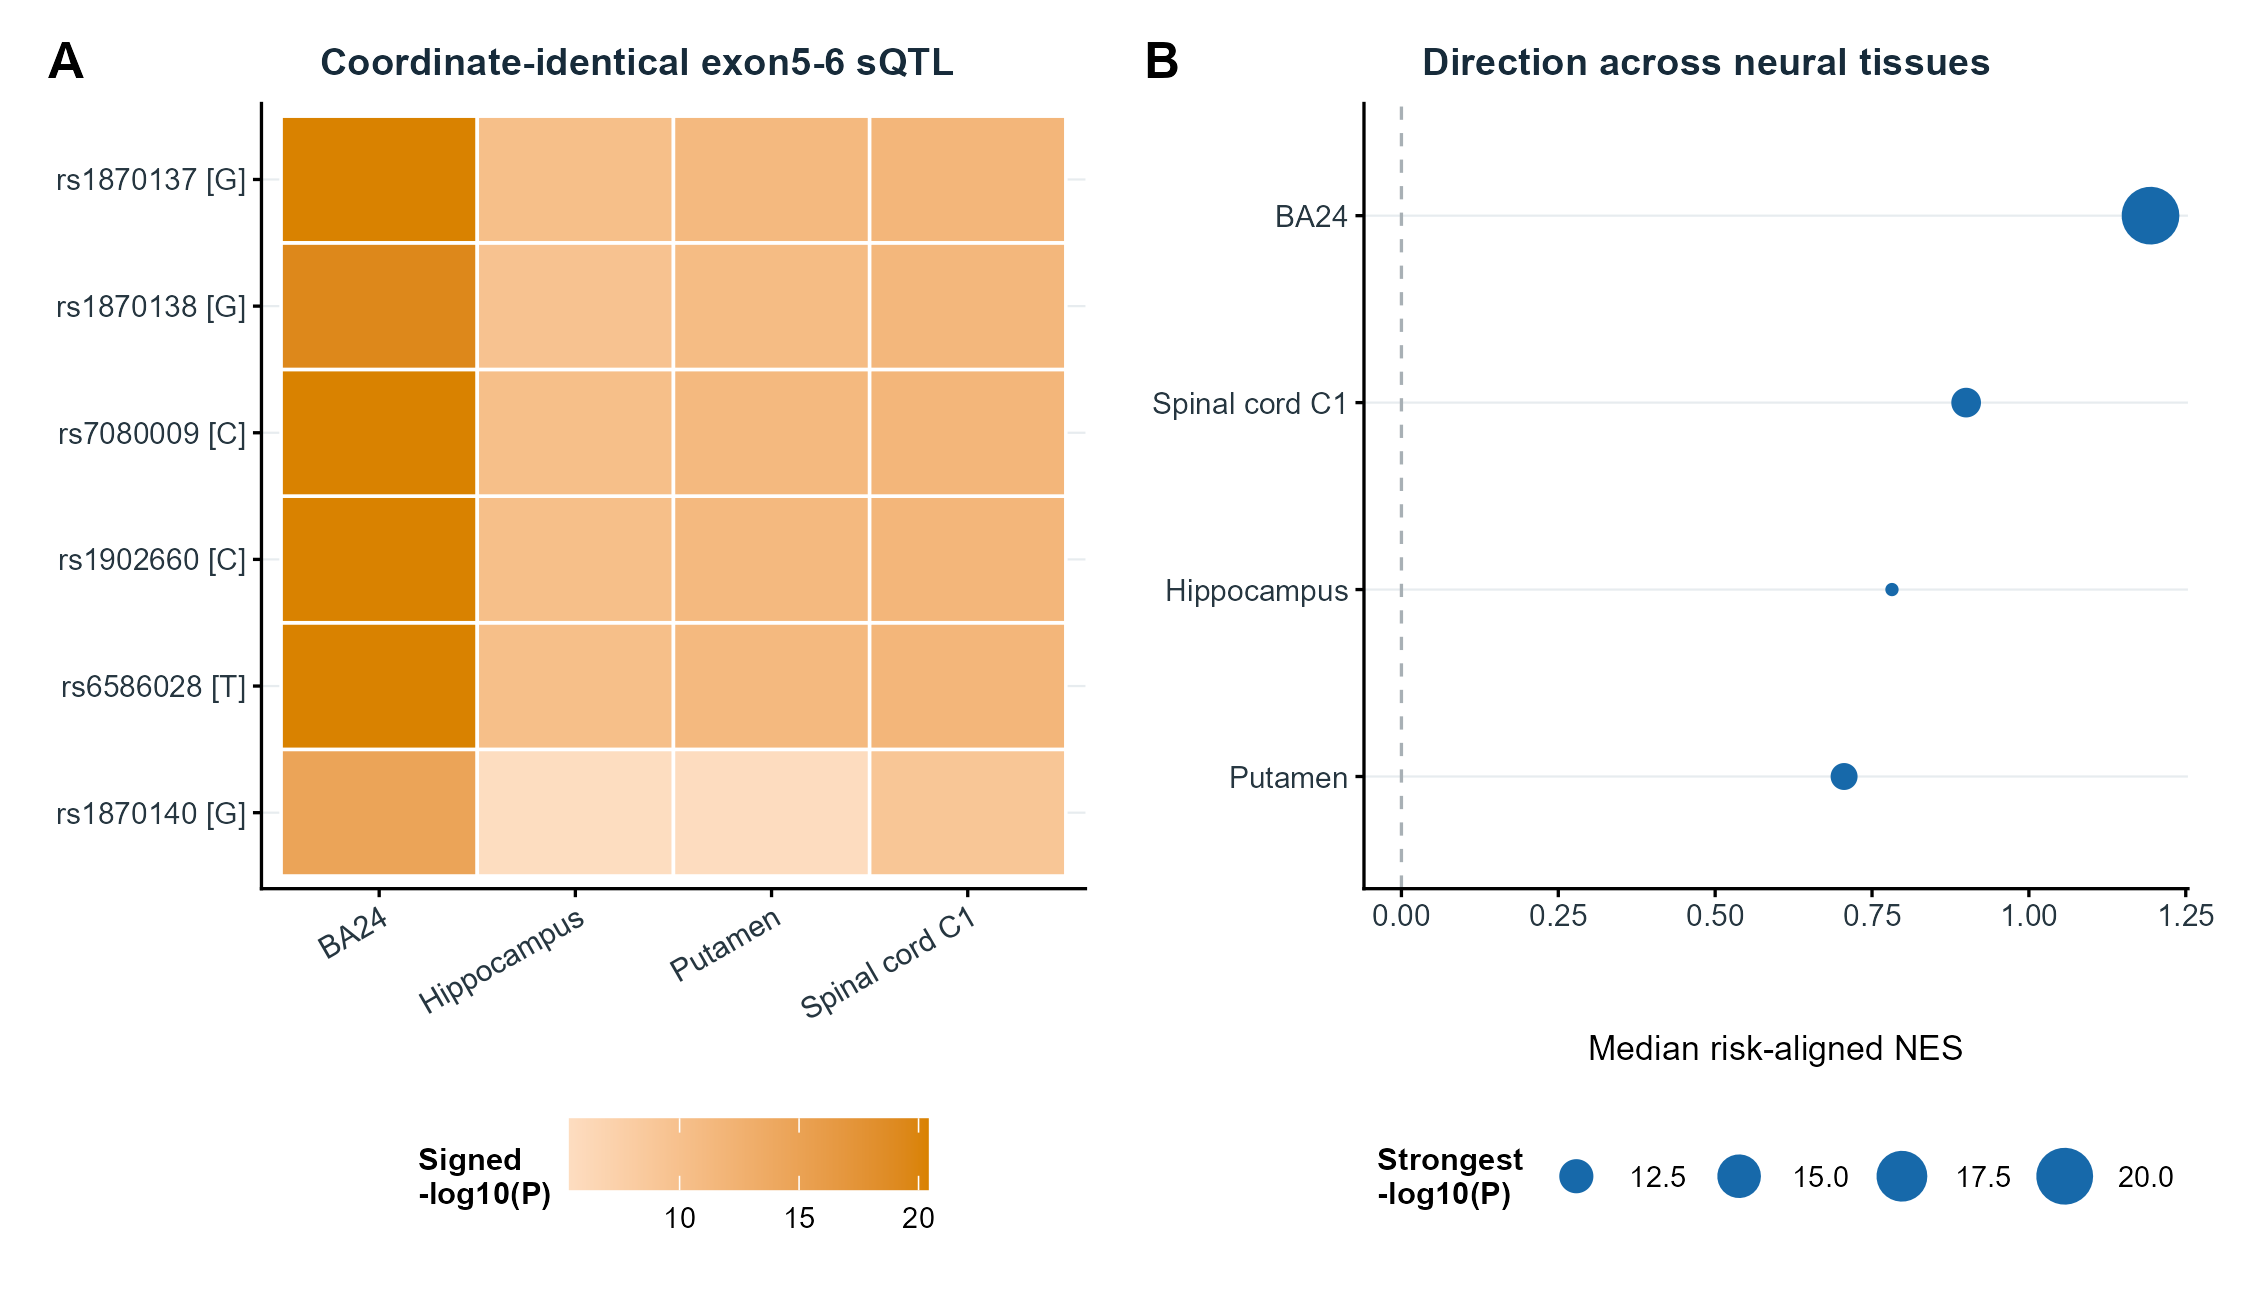 A
Coordinate-identical exon5-6 sQTL
rs1870137 [G]
rs1870138 [G]
rs7080009 [C]
rs1902660 [C]
rs6586028 [T]
rs1870140 [G]
BA24
Hippocampus
Putamen
Spinal cord C1
Signed
-log10(P)
10
15
20
B
Direction across neural tissues
BA24
Spinal cord C1
Hippocampus
Putamen
0.00
0.25
0.50
0.75
1.00
1.25
Median risk-aligned NES
Strongest
-log10(P)
12.5
15.0
17.5
20.0